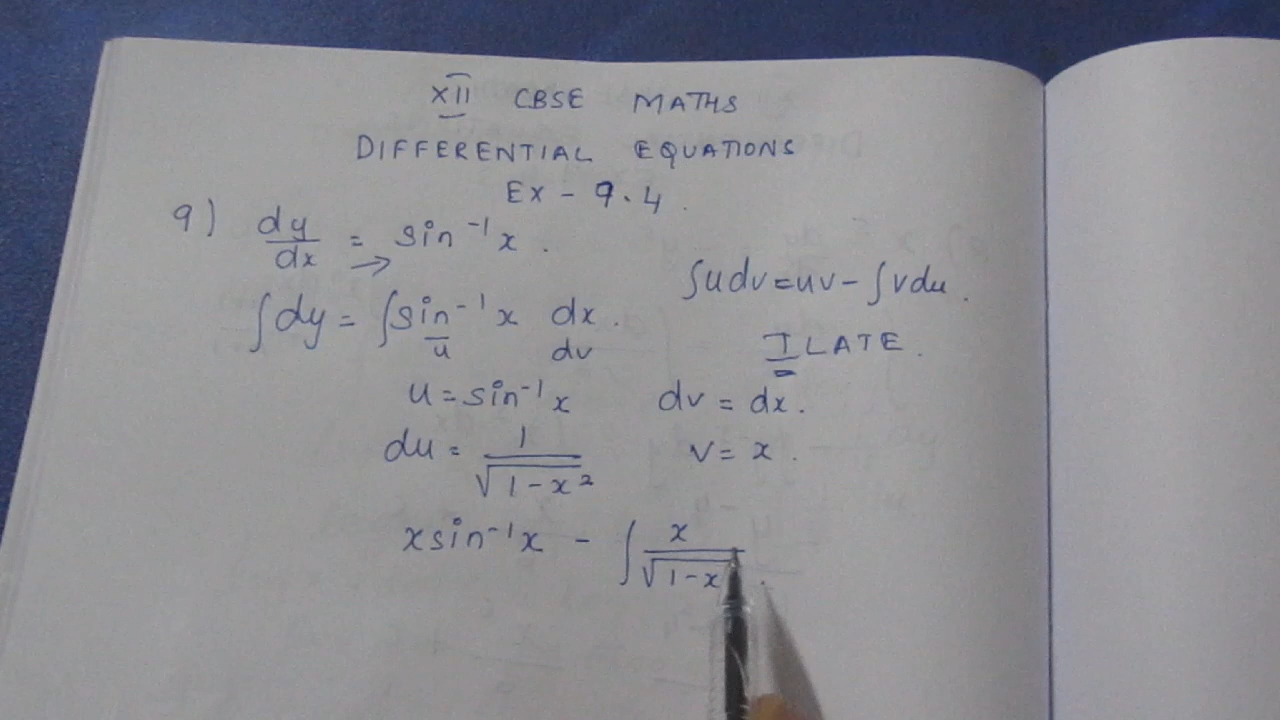 XII CBSE MATHS
DIFFERENTIAL EQUATIONS
EX - 9.4.
9) dy/dx = sin⁻¹x.
∫udv = uv - ∫vdu.
∫dy = ∫sin⁻¹x dx.
u dv
ILATE.
u = sin⁻¹x dv = dx.
du = 1/√(1-x²) v = x.
x sin⁻¹x - ∫ x/√(1-x